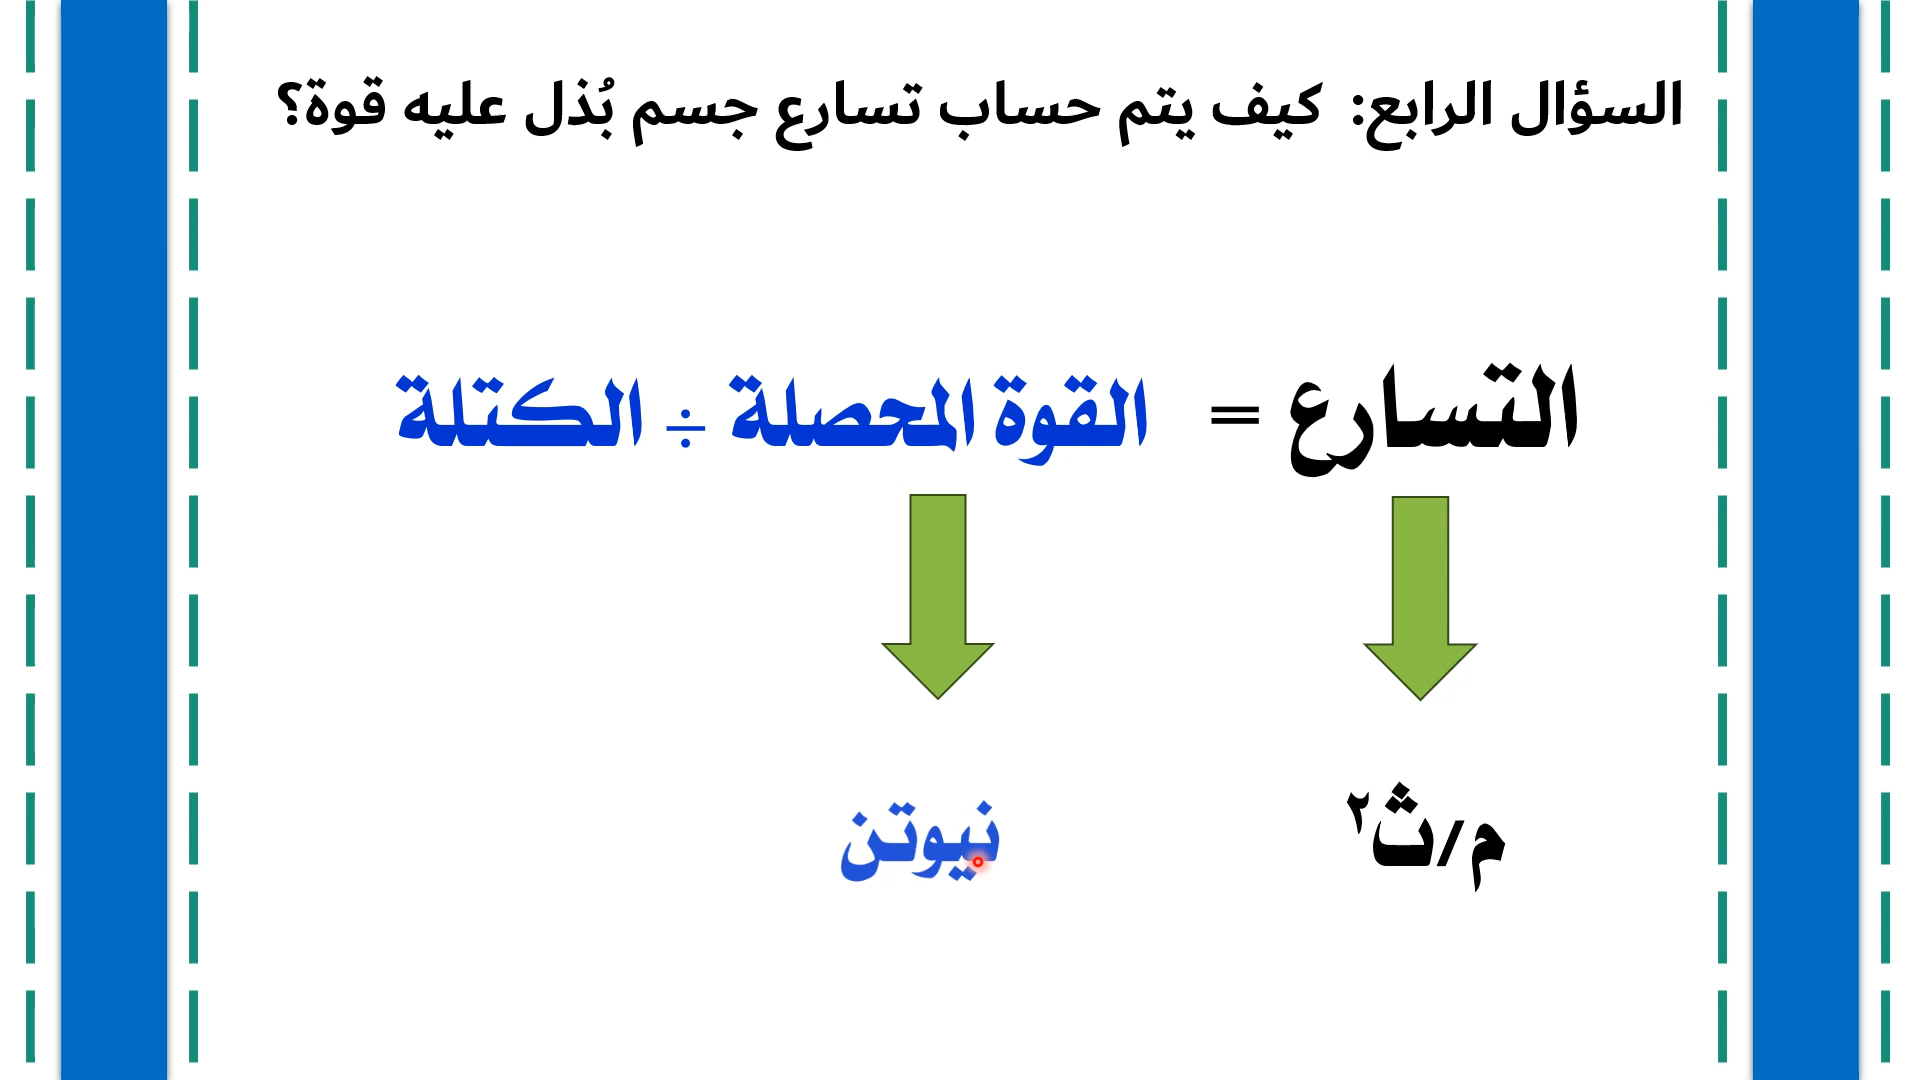 السؤال الرابع: كيف يتم حساب تسارع جسم بُذل عليه قوة؟
التسارع = القوة المحصلة ÷ الكتلة
م/ث٢
نيوتن